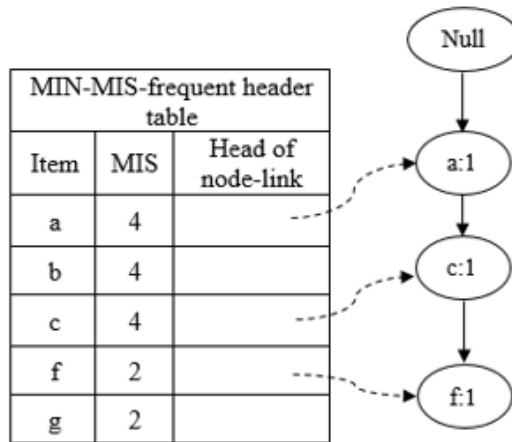 MIN-MIS-frequent header
table
Item MIS Head of
node-link
a 4
b 4
c 4
f 2
g 2
Null
a:1
c:1
f:1